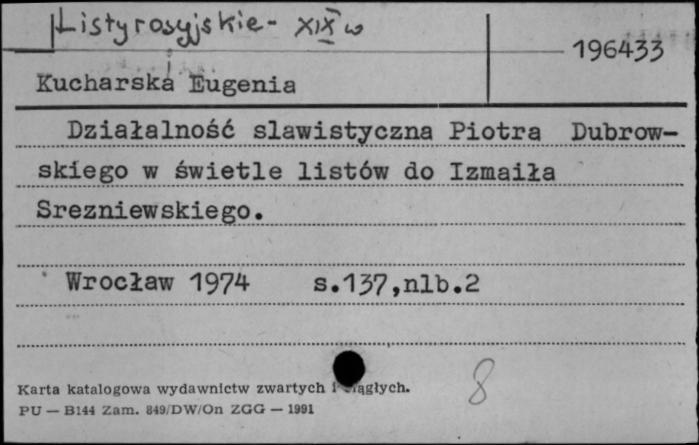 Listy rosyjskie - XIX w
196433
Kucharska Eugenia
Działalność slawistyczna Piotra Dubrow-
skiego w świetle listów do Izmaiła
Srezniewskiego.
Wrocław 1974 s.137,nlb.2
8
Karta katalogowa wydawnictw zwartych i ciągłych.
PU — B144 Zam. 849/DW/On ZGG — 1991